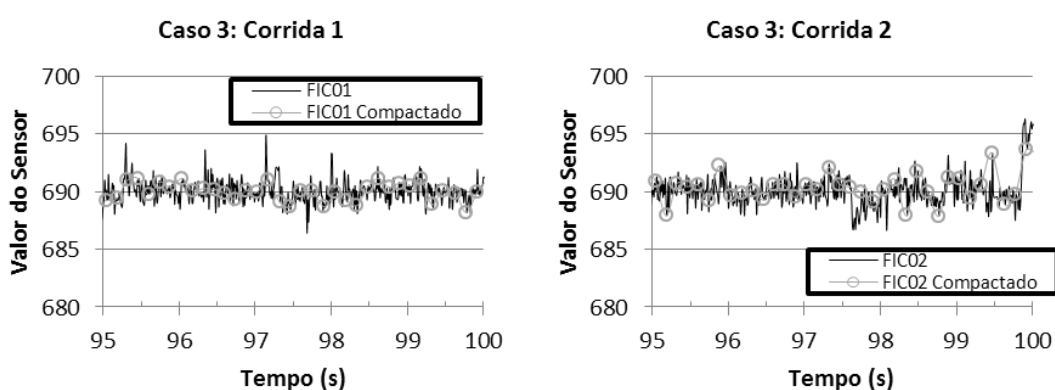 Caso 3: Corrida 1
Valor do Sensor
700
695
690
685
680
FIC01
FIC01 Compactado
95 96 97 98 99 100
Tempo (s)
Caso 3: Corrida 2
Valor do Sensor
700
695
690
685
680
FIC02
FIC02 Compactado
95 96 97 98 99 100
Tempo (s)